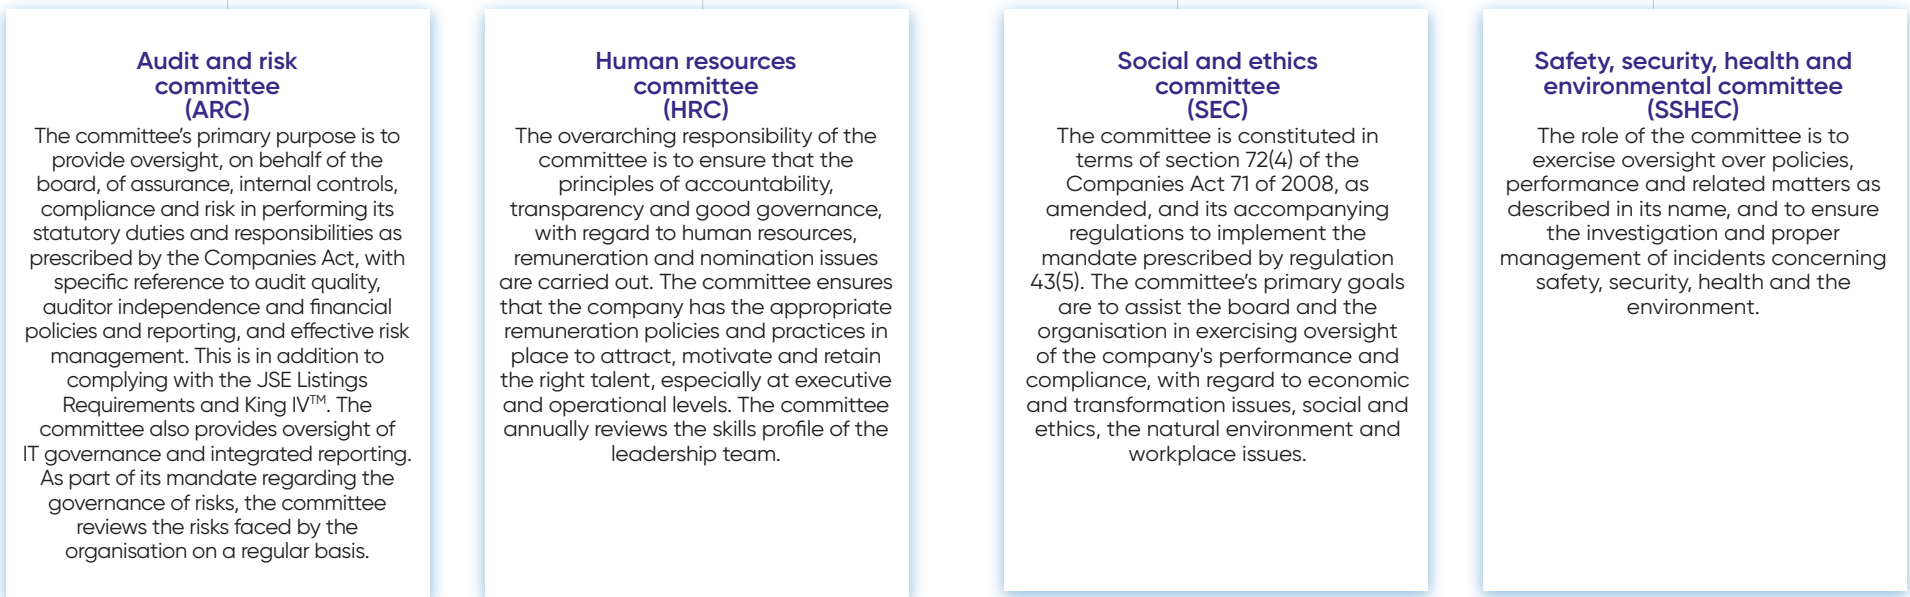 Audit and risk
committee
(ARC)
The committee's primary purpose is to
provide oversight, on behalf of the
board, of assurance, internal controls,
compliance and risk in performing its
statutory duties and responsibilities as
prescribed by the Companies Act, with
specific reference to audit quality,
auditor independence and financial
policies and reporting, and effective risk
management. This is in addition to
complying with the JSE Listings
Requirements and King IV™. The
committee also provides oversight of
IT governance and integrated reporting.
As part of its mandate regarding the
governance of risks, the committee
reviews the risks faced by the
organisation on a regular basis.
Human resources
committee
(HRC)
The overarching responsibility of the
committee is to ensure that the
principles of accountability,
transparency and good governance,
with regard to human resources,
remuneration and nomination issues
are carried out. The committee ensures
that the company has the appropriate
remuneration policies and practices in
place to attract, motivate and retain
the right talent, especially at executive
and operational levels. The committee
annually reviews the skills profile of the
leadership team.
Social and ethics
committee
(SEC)
The committee is constituted in
terms of section 72(4) of the
Companies Act 71 of 2008, as
amended, and its accompanying
regulations to implement the
mandate prescribed by regulation
43(5). The committee's primary goals
are to assist the board and the
organisation in exercising oversight
of the company's performance and
compliance, with regard to economic
and transformation issues, social and
ethics, the natural environment and
workplace issues.
Safety, security, health and
environmental committee
(SSHEC)
The role of the committee is to
exercise oversight over policies,
performance and related matters as
described in its name, and to ensure
the investigation and proper
management of incidents concerning
safety, security, health and the
environment.